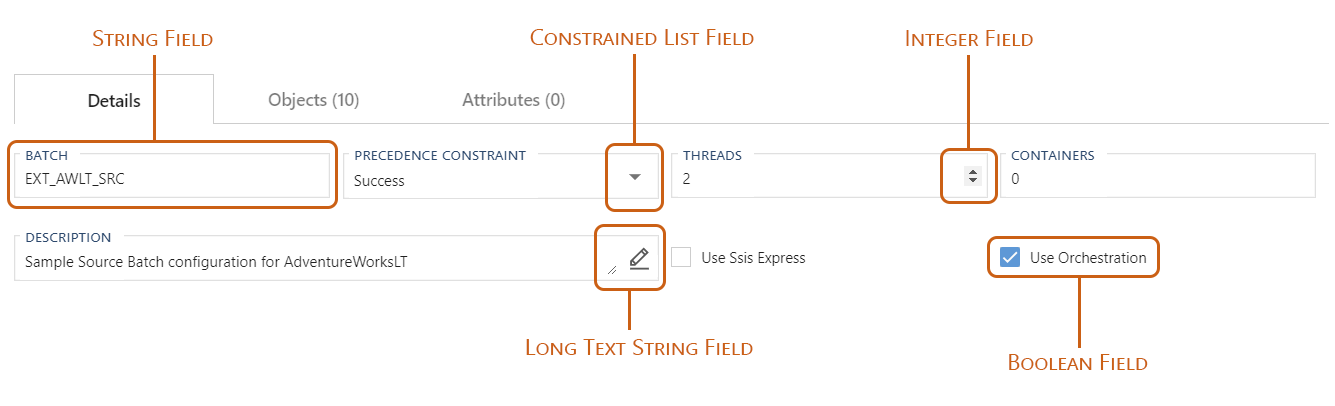 String Field
Constrained List Field
Integer Field
Details
Objects (10)
Attributes (0)
BATCH
EXT_AWLT_SRC
PRECEDENCE CONSTRAINT
Success
THREADS
2
CONTAINERS
0
DESCRIPTION
Sample Source Batch configuration for AdventureWorksLT
Use Ssis Express
Use Orchestration
Long Text String Field
Boolean Field